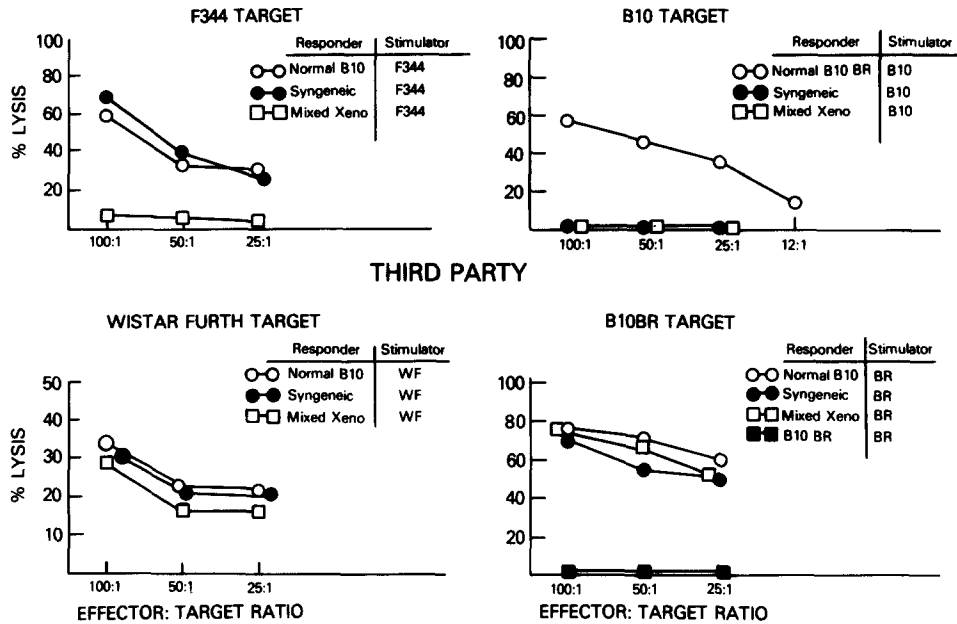 F344 TARGET
Responder Stimulator
Normal B10 F344
Syngeneic F344
Mixed Xeno F344
% LYSIS
100
80
60
40
20
100:1 50:1 25:1
B10 TARGET
Responder Stimulator
Normal B10 BR B10
Syngeneic B10
Mixed Xeno B10
100
80
60
40
20
100:1 50:1 25:1 12:1
THIRD PARTY
WISTAR FURTH TARGET
Responder Stimulator
Normal B10 WF
Syngeneic WF
Mixed Xeno WF
% LYSIS
50
40
30
20
10
100:1 50:1 25:1
EFFECTOR: TARGET RATIO
B10BR TARGET
Responder Stimulator
Normal B10 BR
Syngeneic BR
Mixed Xeno BR
B10 BR BR
100
80
60
40
20
100:1 50:1 25:1
EFFECTOR: TARGET RATIO